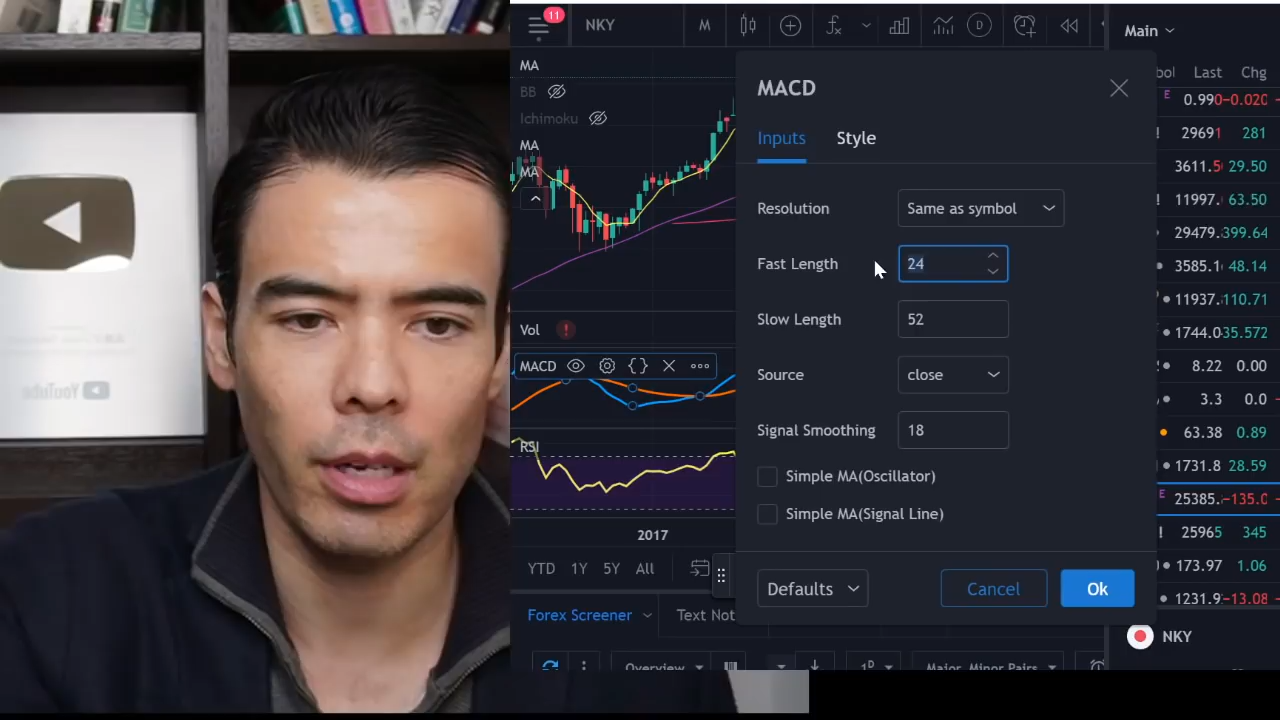 11
NKY
M
D
Main
MA
BB
Ichimoku
MA
MA
Vol
MACD
RSI
2017
YTD 1Y 5Y All
Forex Screener
Overview
1D
Major, Minor Pairs
MACD
Inputs Style
Resolution Same as symbol
Fast Length 24
Slow Length 52
Source close
Signal Smoothing 18
Simple MA(Oscillator)
Simple MA(Signal Line)
Defaults Cancel Ok
Last Chg
E 0.990 −0.020
29691 281
3611.5 29.50
11997. 63.50
29479. 399.64
3585.1 48.14
11937. 110.71
1744.0 35.572
8.22 0.00
3.3 0.0
63.38 0.89
1731.8 28.59
E 25385. −135.0
25965 345
173.97 1.06
1231.9 −13.08
NKY
YouTube